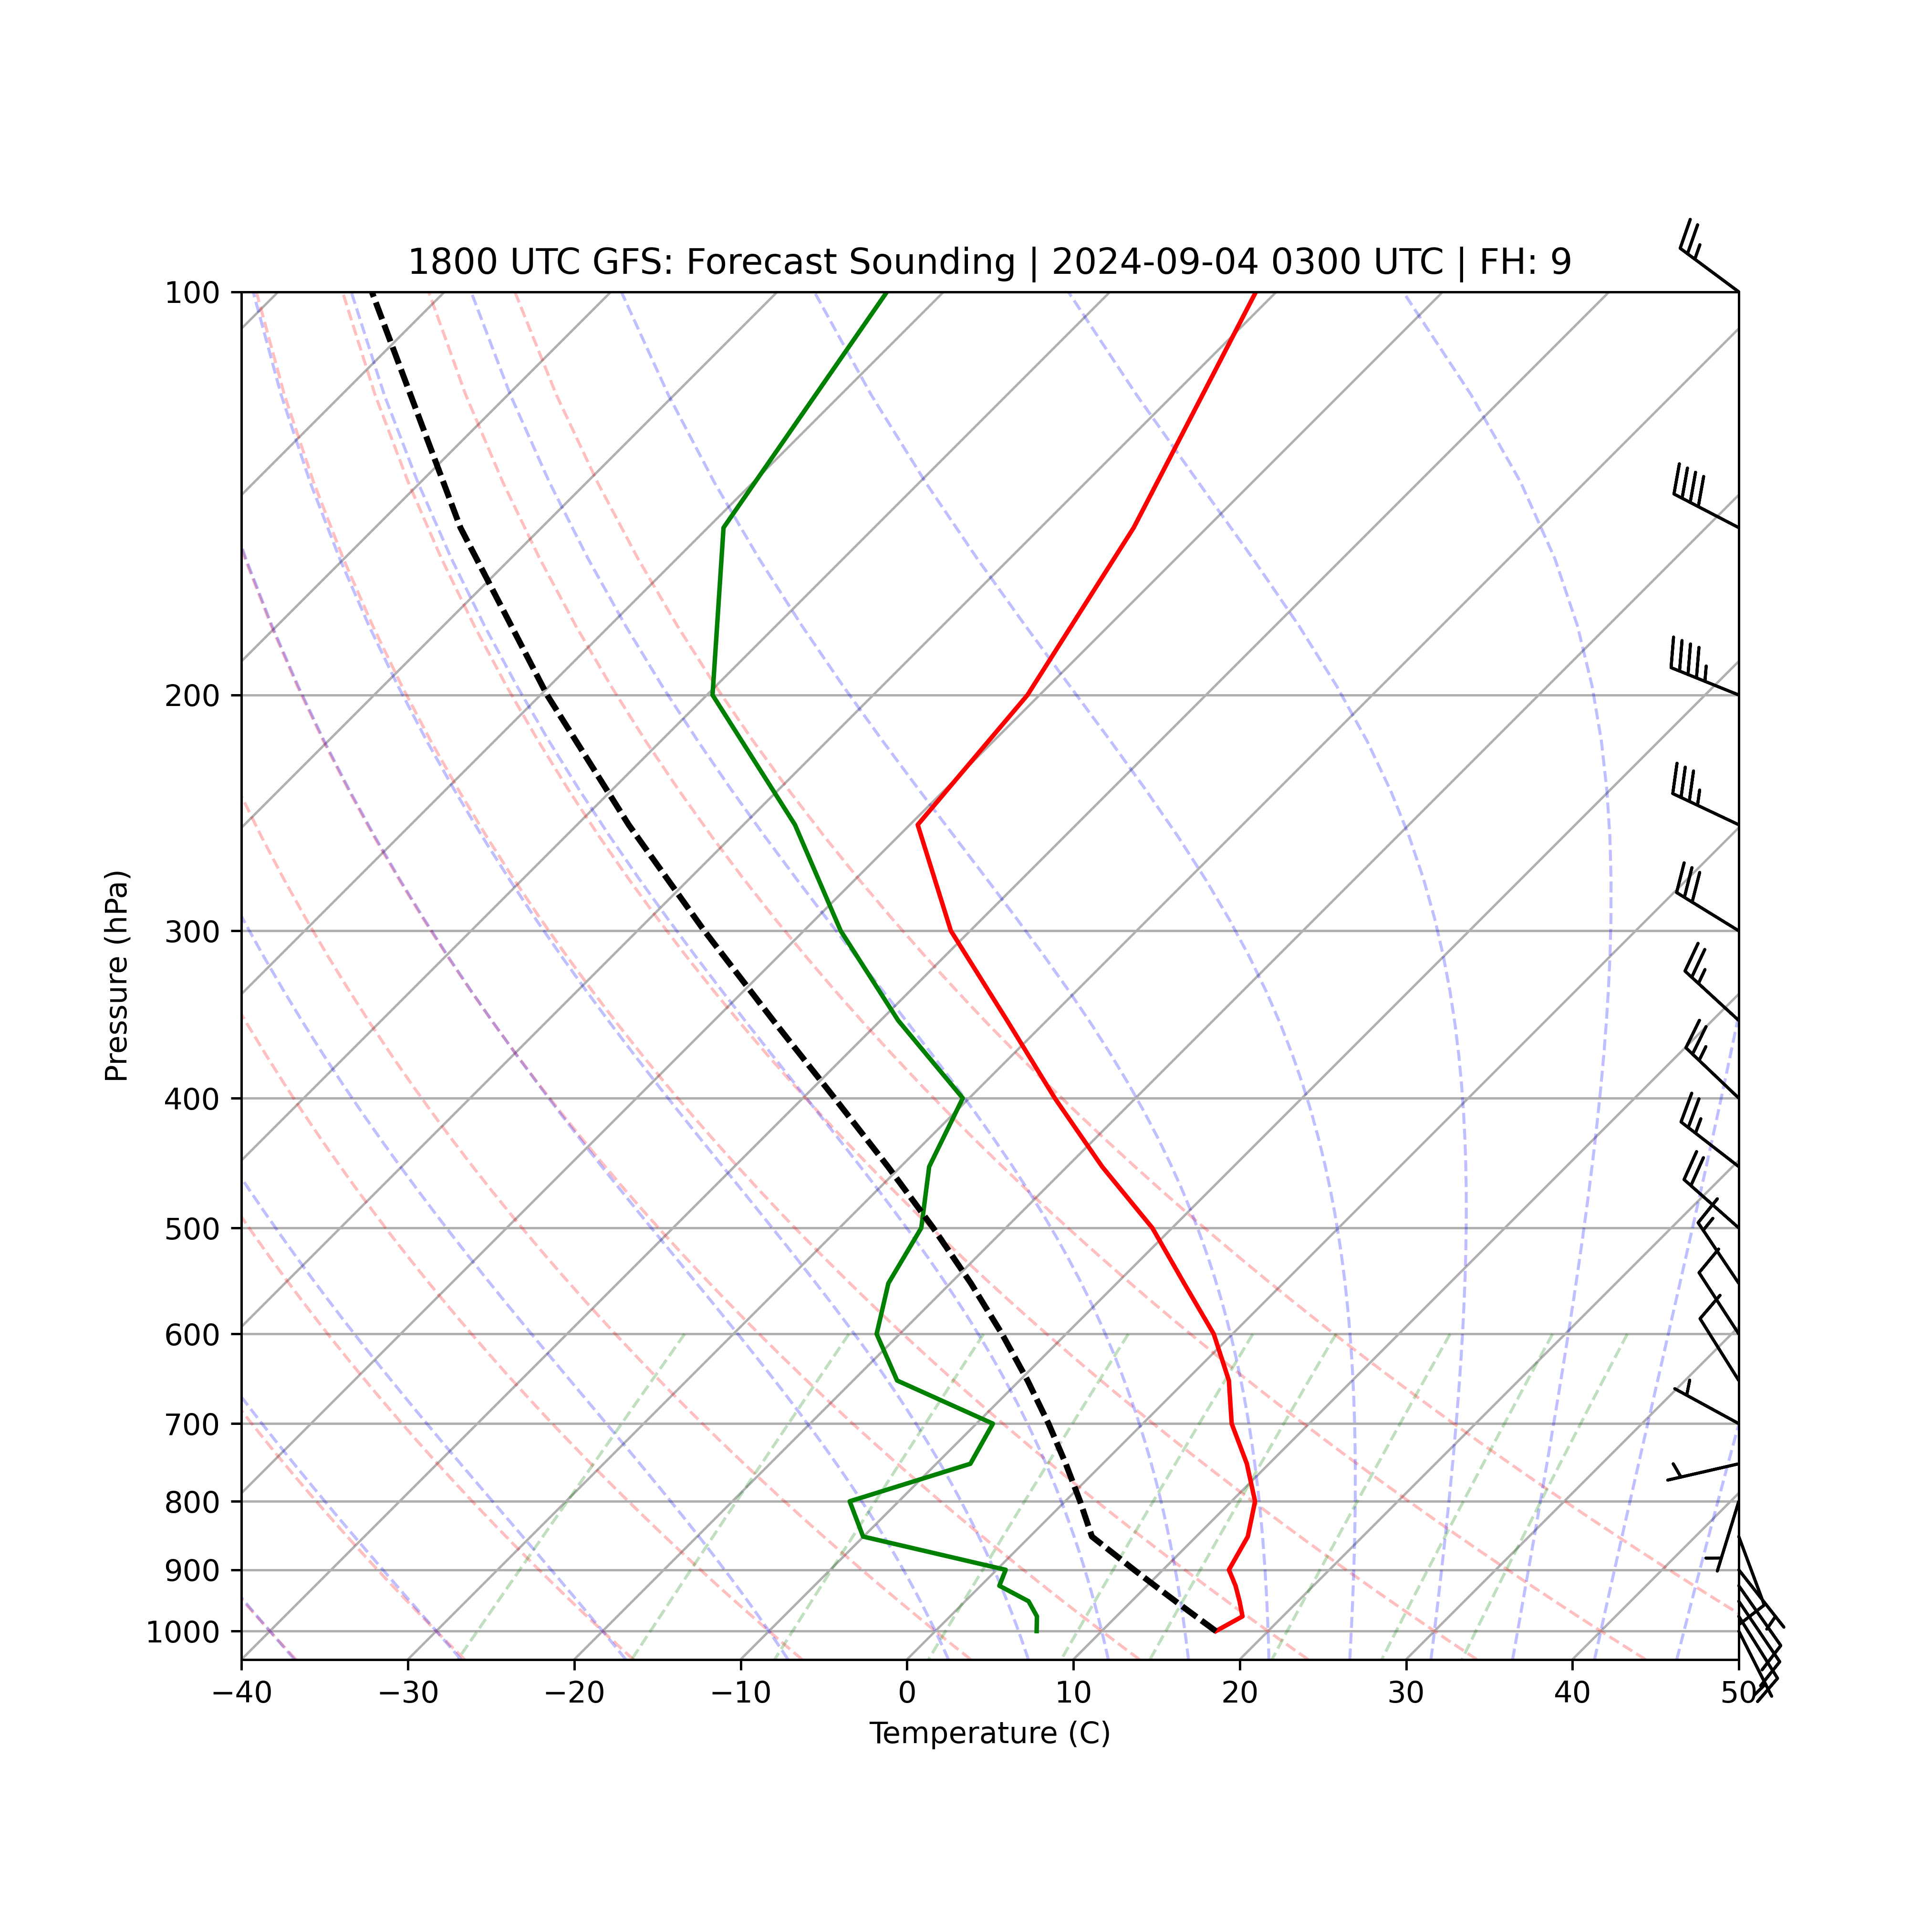 1800 UTC GFS: Forecast Sounding | 2024-09-04 0300 UTC | FH: 9
100
200
300
400
500
600
700
800
900
1000
Pressure (hPa)
−40 −30 −20 −10 0 10 20 30 40 50
Temperature (C)